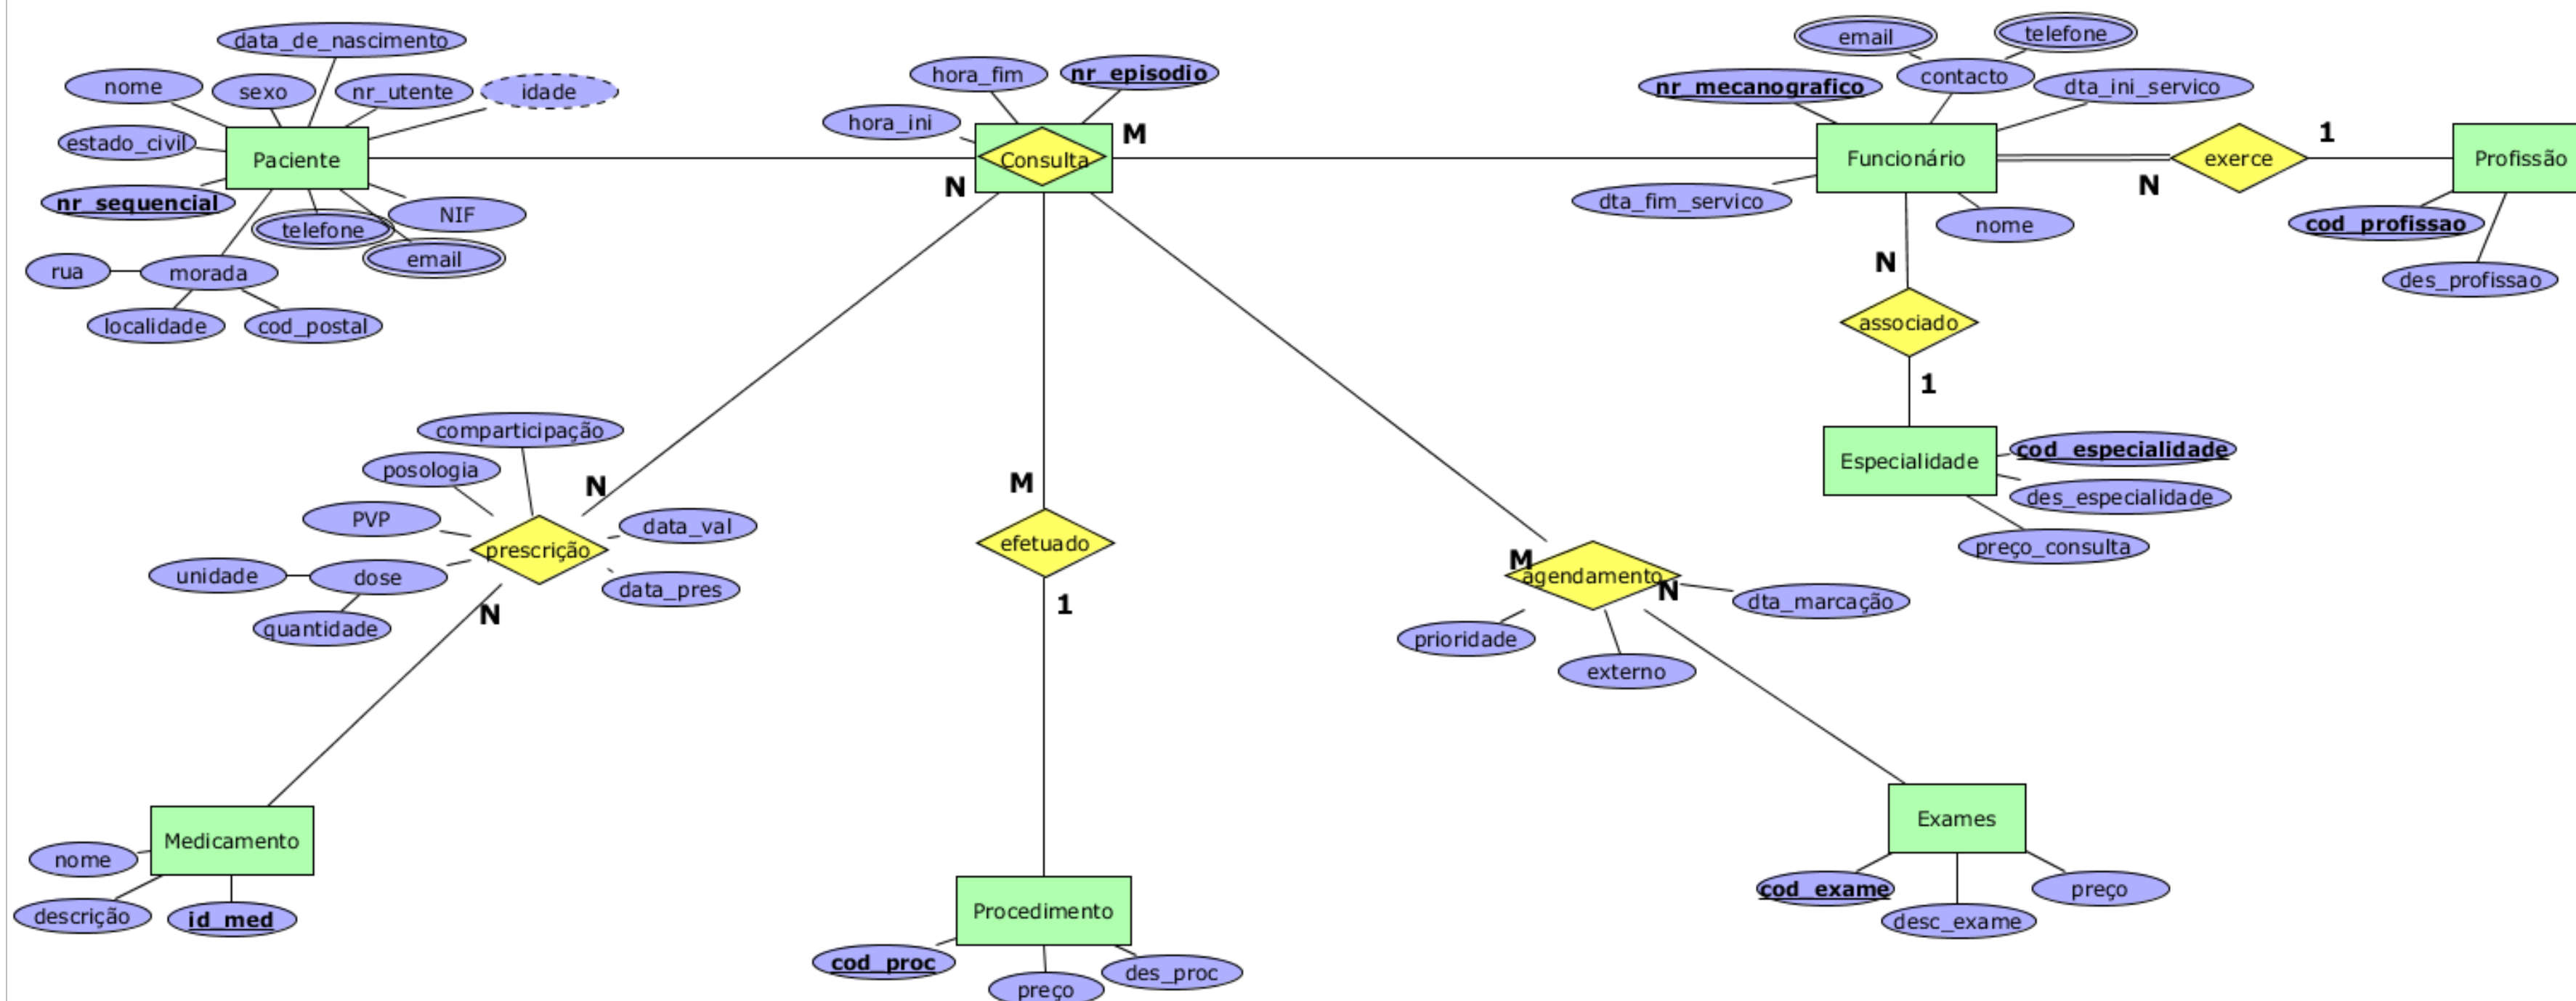 data_de_nascimento
nome
sexo
nr_utente
idade
estado_civil
Paciente
nr_sequencial
telefone
NIF
email
rua
morada
localidade
cod_postal
hora_fim
nr_episodio
hora_ini
M
Consulta
N
email
telefone
nr_mecanografico
contacto
dta_ini_servico
Funcionário
exerce
1
Profissão
N
dta_fim_servico
nome
cod_profissao
des_profissao
N
associado
1
Especialidade
cod_especialidade
des_especialidade
preço_consulta
comparticipação
posologia
N
PVP
data_val
prescrição
unidade
dose
data_pres
quantidade
N
M
efetuado
1
M
agendamento
N
dta_marcação
prioridade
externo
Medicamento
nome
descrição
id_med
Procedimento
cod_proc
des_proc
preço
Exames
cod_exame
preço
desc_exame